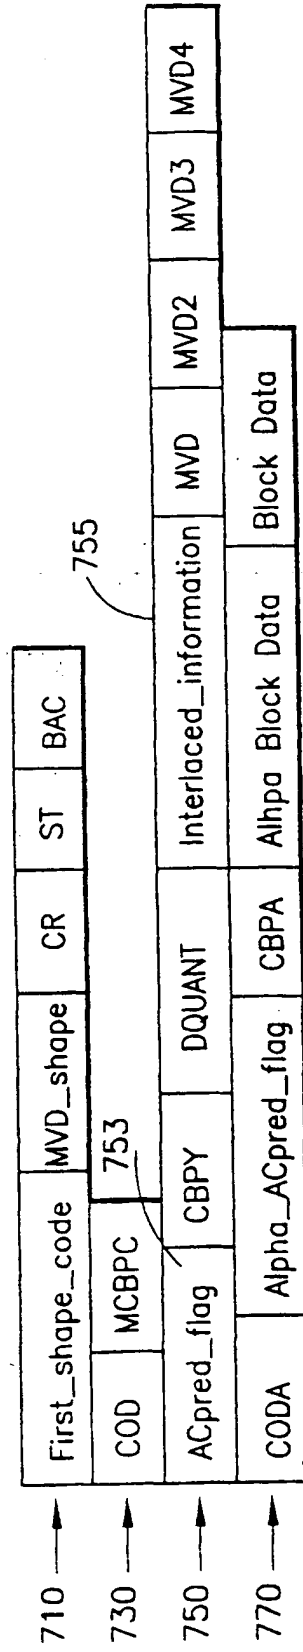 755
710 First_shape_code MVD_shape CR ST BAC
730 COD MCBPC 753
750 ACpred_flag CBPY DQUANT Interlaced_information MVD MVD2 MVD3 MVD4
770 CODA Alpha_ACpred_flag CBPA Alhpa Block Data Block Data